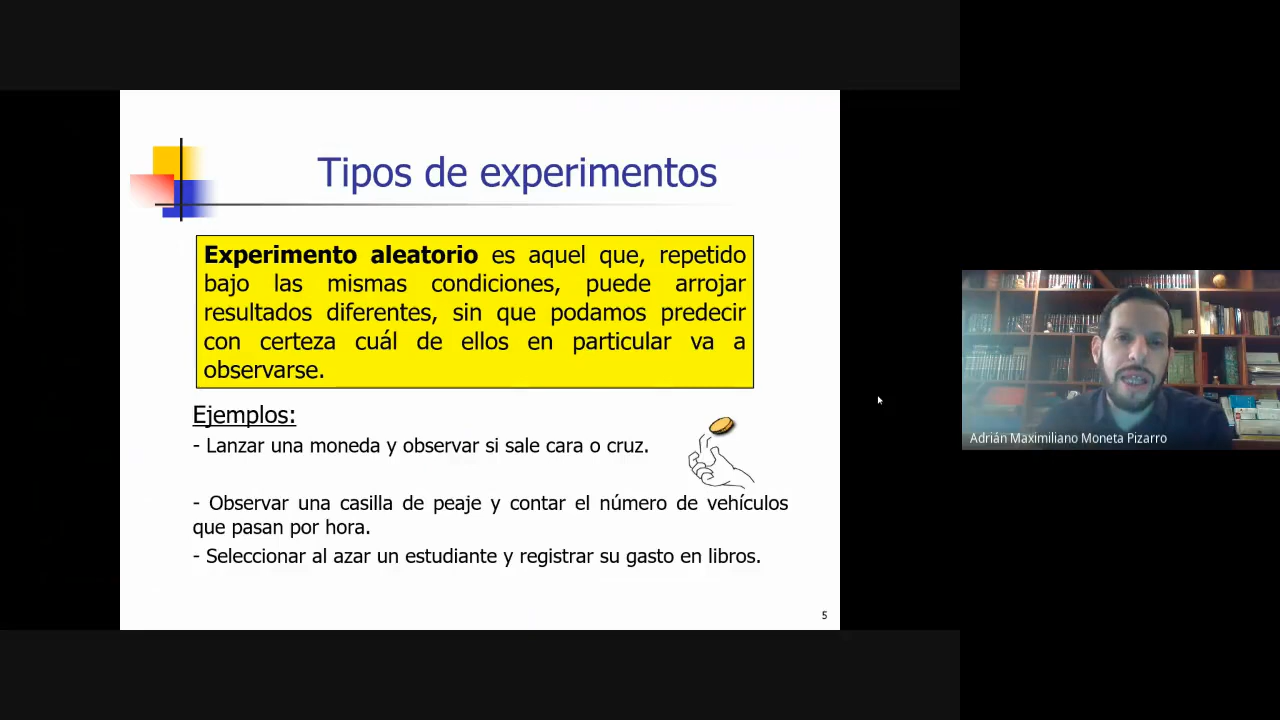 Tipos de experimentos
Experimento aleatorio es aquel que, repetido
bajo las mismas condiciones, puede arrojar
resultados diferentes, sin que podamos predecir
con certeza cuál de ellos en particular va a
observarse.
Ejemplos:
- Lanzar una moneda y observar si sale cara o cruz.
- Observar una casilla de peaje y contar el número de vehículos
que pasan por hora.
- Seleccionar al azar un estudiante y registrar su gasto en libros.
5
Adrián Maximiliano Moneta Pizarro